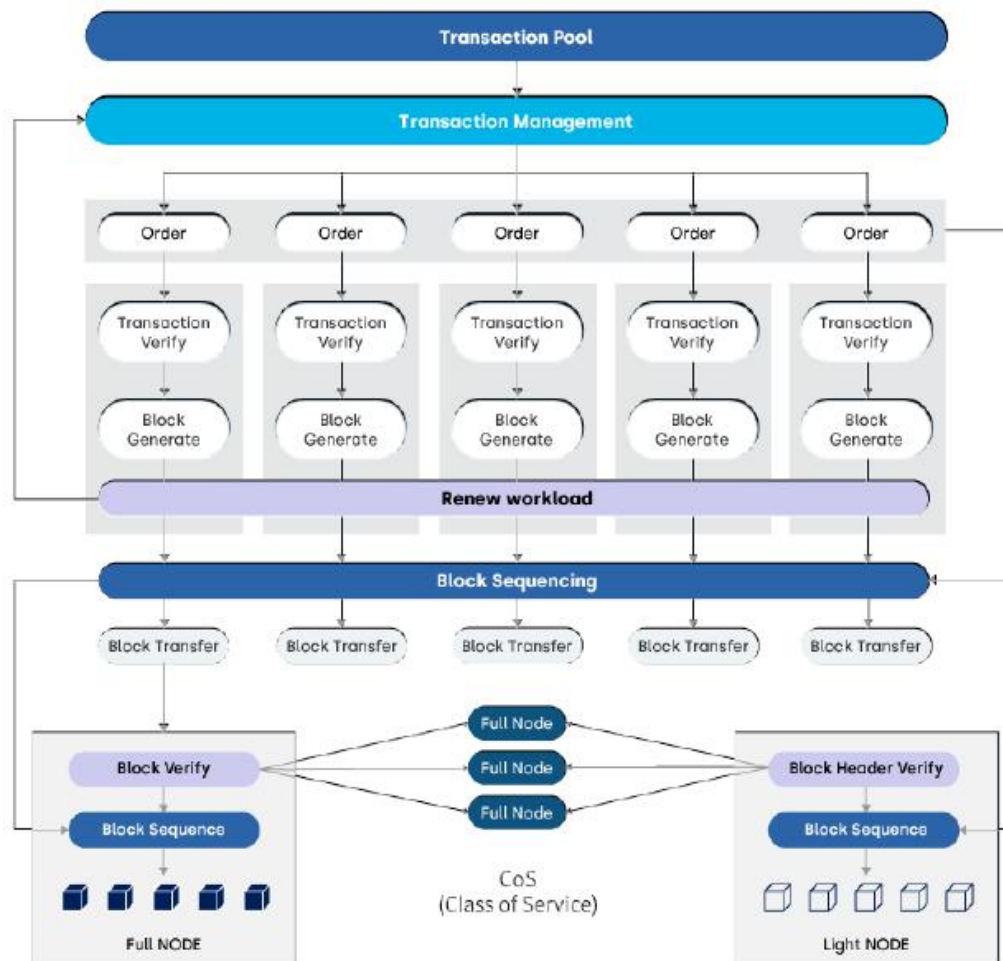 Transaction Pool
Transaction Management
Order
Order
Order
Order
Order
Transaction
Verify
Transaction
Verify
Transaction
Verify
Transaction
Verify
Transaction
Verify
Block
Generate
Block
Generate
Block
Generate
Block
Generate
Block
Generate
Renew workload
Block Sequencing
Block Transfer
Block Transfer
Block Transfer
Block Transfer
Block Transfer
Full Node
Full Node
Full Node
Block Verify
Block Sequence
Full NODE
CoS
(Class of Service)
Block Header Verify
Block Sequence
Light NODE